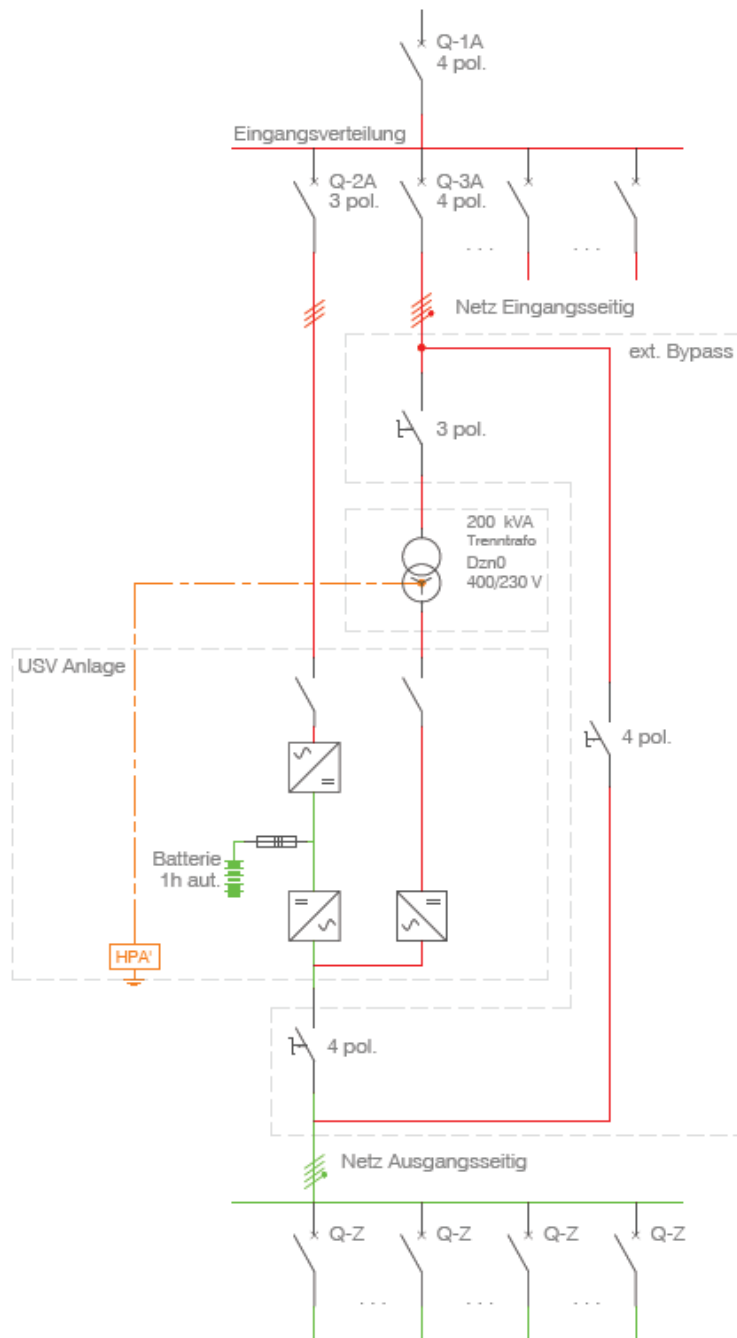 Q-1A
4 pol.
Eingangsverteilung
Q-2A
3 pol.
Q-3A
4 pol.
...
...
Netz Eingangsseitig
ext. Bypass
3 pol.
200 kVA
Trenntrafo
Dzn0
400/230 V
USV Anlage
4 pol.
Batterie
1h aut.
HPA'
4 pol.
Netz Ausgangsseitig
Q-Z
Q-Z
Q-Z
Q-Z
...
...
...